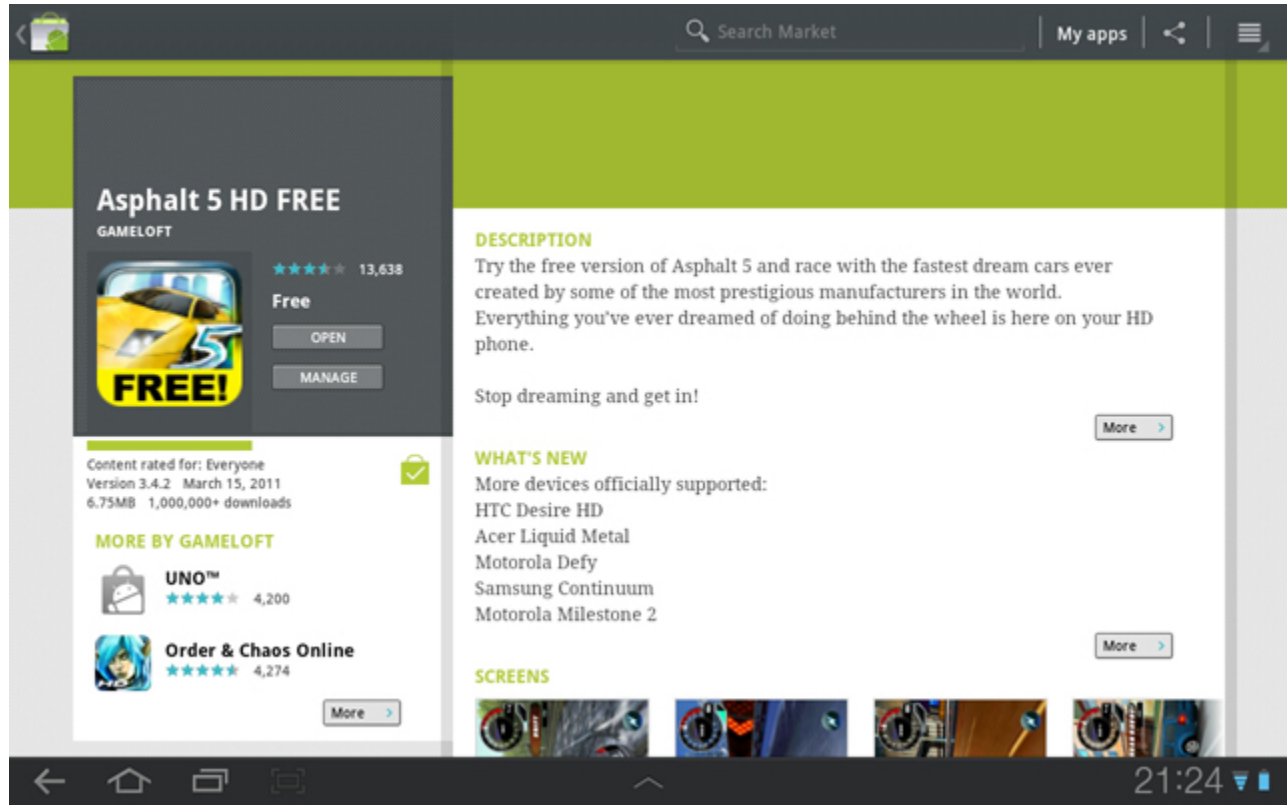 Search Market
My apps
Asphalt 5 HD FREE
GAMELOFT
13,638
Free
OPEN
MANAGE
5
FREE!
Content rated for: Everyone
Version 3.4.2 March 15, 2011
6.75MB 1,000,000+ downloads
MORE BY GAMELOFT
UNO™
4,200
Order & Chaos Online
4,274
HD
More
DESCRIPTION
Try the free version of Asphalt 5 and race with the fastest dream cars ever
created by some of the most prestigious manufacturers in the world.
Everything you've ever dreamed of doing behind the wheel is here on your HD
phone.
Stop dreaming and get in!
More
WHAT'S NEW
More devices officially supported:
HTC Desire HD
Acer Liquid Metal
Motorola Defy
Samsung Continuum
Motorola Milestone 2
More
SCREENS
21:24